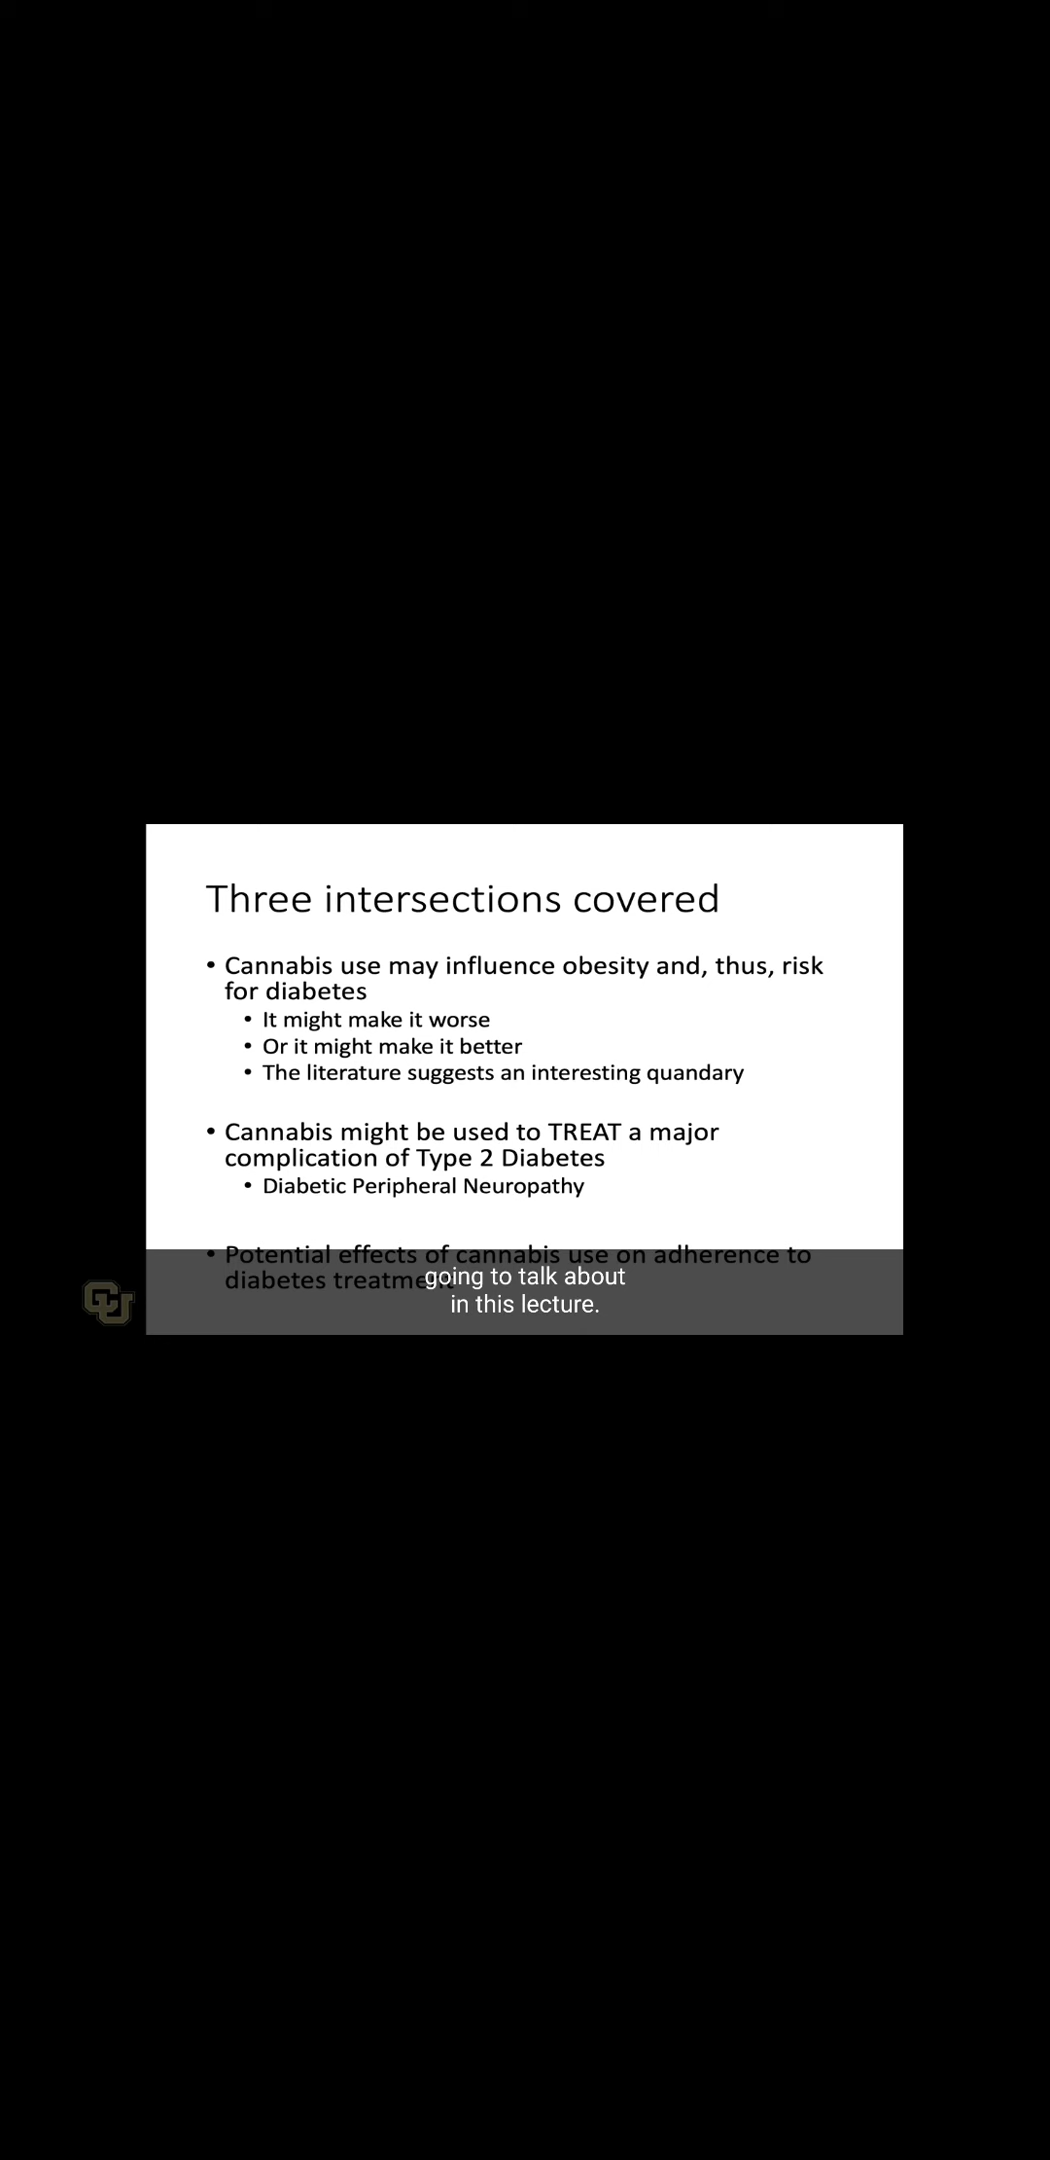 Three intersections covered
• Cannabis use may influence obesity and, thus, risk
for diabetes
• It might make it worse
• Or it might make it better
• The literature suggests an interesting quandary
• Cannabis might be used to TREAT a major
complication of Type 2 Diabetes
• Diabetic Peripheral Neuropathy
• Potential effects of cannabis use on adherence to
diabetes treatment
going to talk about
in this lecture.
CU